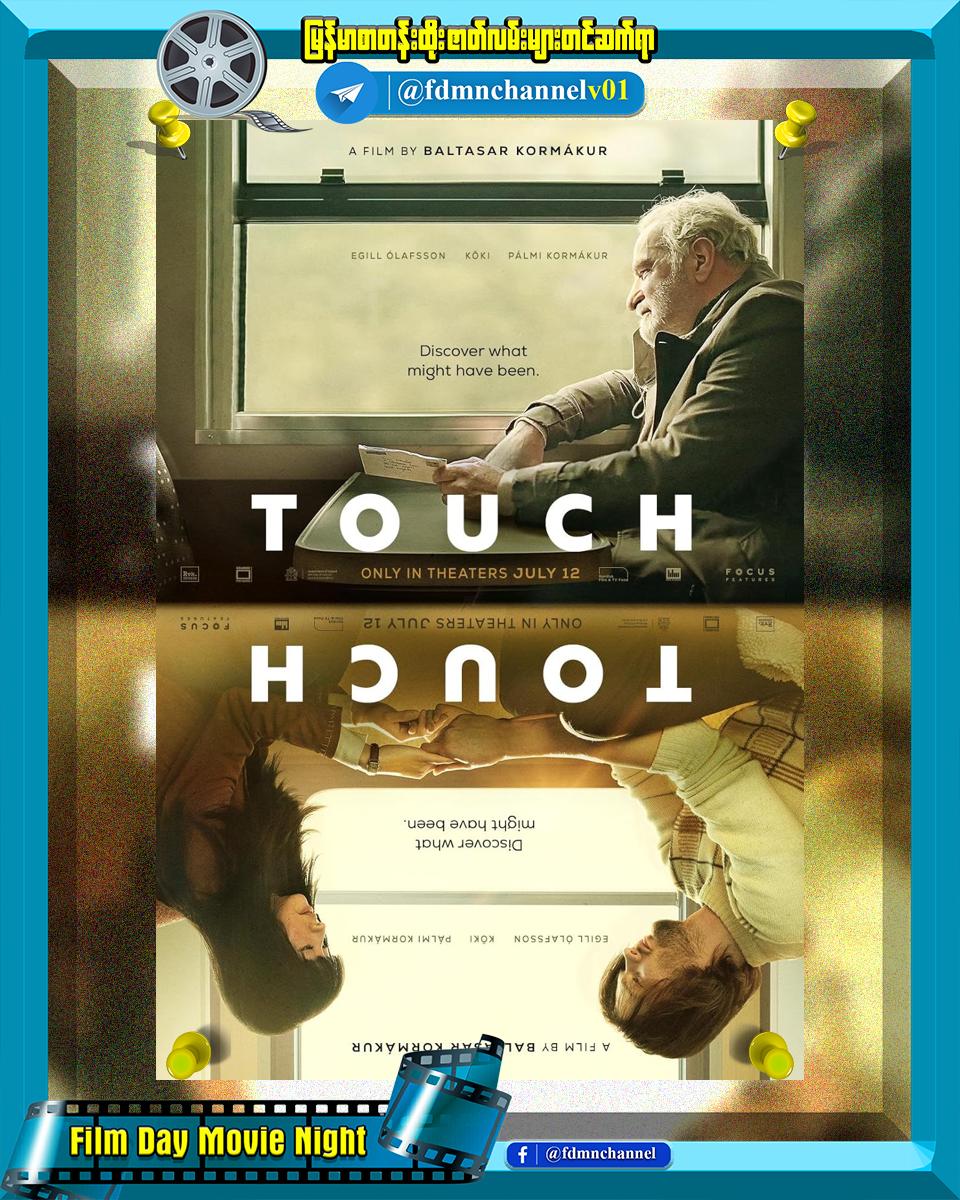 မြန်မာစာတန်းထိုးဇာတ်လမ်းများတင်ဆက်ရာ
@fdmnchannelv01
A FILM BY BALTASAR KORMÁKUR
EGILL ÓLAFSSON KŌKI PÁLMI KORMÁKUR
Discover what
might have been.
TOUCH
ONLY IN THEATERS JULY 12
FOCUS
FEATURES
FOCUS
FEATURES
ONLY IN THEATERS JULY 12
TOUCH
might have been.
Discover what
EGILL ÓLAFSSON KŌKI PÁLMI KORMÁKUR
A FILM BY BALTASAR KORMÁKUR
Film Day Movie Night
@fdmnchannel